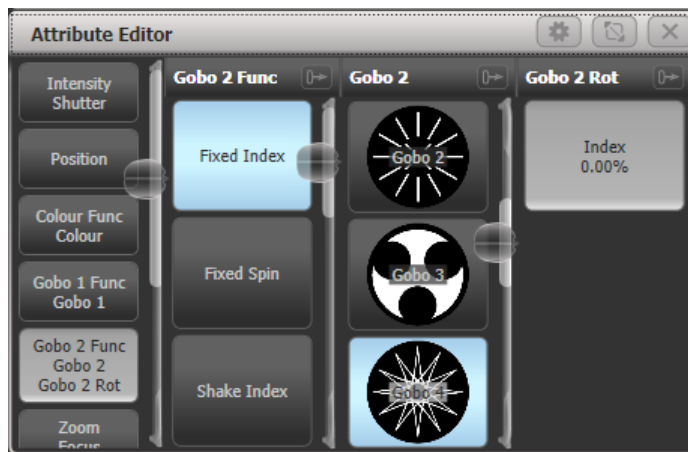 Attribute Editor
Intensity
Shutter
Position
Colour Func
Colour
Gobo 1 Func
Gobo 1
Gobo 2 Func
Gobo 2
Gobo 2 Rot
Zoom
Focus
Gobo 2 Func
Fixed Index
Fixed Spin
Shake Index
Gobo 2
Gobo 2
Gobo 3
Gobo 4
Gobo 2 Rot
Index
0.00%